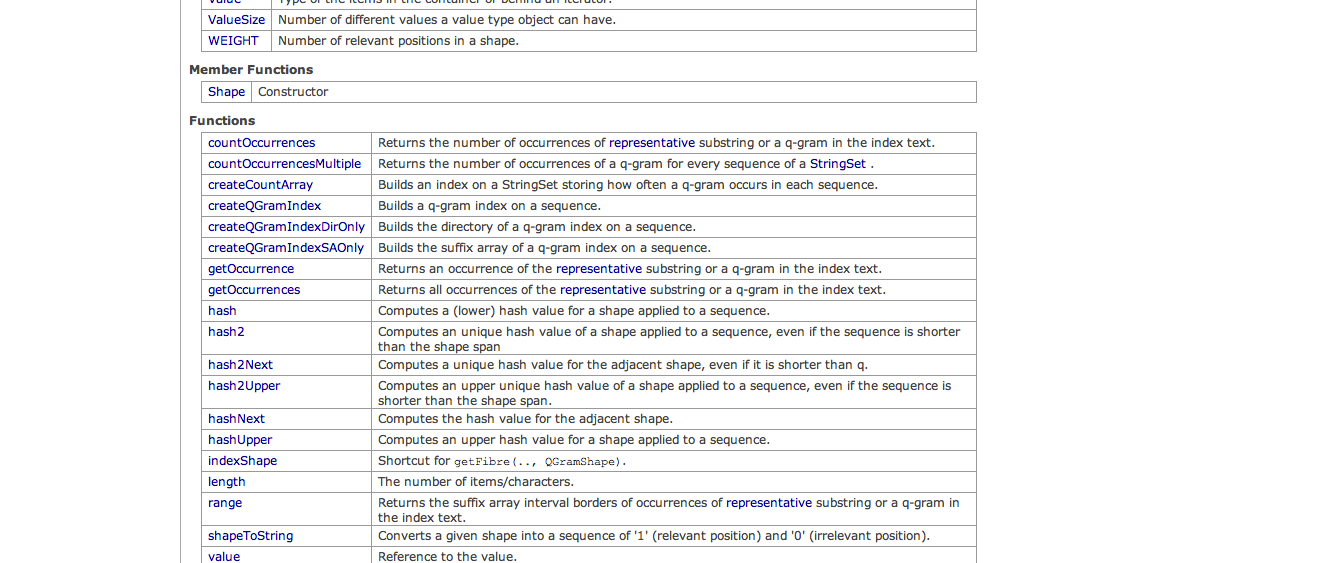 Value Type of the items in the container or behind an iterator.
ValueSize Number of different values a value type object can have.
WEIGHT Number of relevant positions in a shape.
Member Functions
Shape Constructor
Functions
countOccurrences Returns the number of occurrences of representative substring or a q-gram in the index text.
countOccurrencesMultiple Returns the number of occurrences of a q-gram for every sequence of a StringSet .
createCountArray Builds an index on a StringSet storing how often a q-gram occurs in each sequence.
createQGramIndex Builds a q-gram index on a sequence.
createQGramIndexDirOnly Builds the directory of a q-gram index on a sequence.
createQGramIndexSAOnly Builds the suffix array of a q-gram index on a sequence.
getOccurrence Returns an occurrence of the representative substring or a q-gram in the index text.
getOccurrences Returns all occurrences of the representative substring or a q-gram in the index text.
hash Computes a (lower) hash value for a shape applied to a sequence.
hash2 Computes an unique hash value of a shape applied to a sequence, even if the sequence is shorter
than the shape span
hash2Next Computes a unique hash value for the adjacent shape, even if it is shorter than q.
hash2Upper Computes an upper unique hash value of a shape applied to a sequence, even if the sequence is
shorter than the shape span.
hashNext Computes the hash value for the adjacent shape.
hashUpper Computes an upper hash value for a shape applied to a sequence.
indexShape Shortcut for getFibre(.., QGramShape).
length The number of items/characters.
range Returns the suffix array interval borders of occurrences of representative substring or a q-gram in
the index text.
shapeToString Converts a given shape into a sequence of '1' (relevant position) and '0' (irrelevant position).
value Reference to the value.